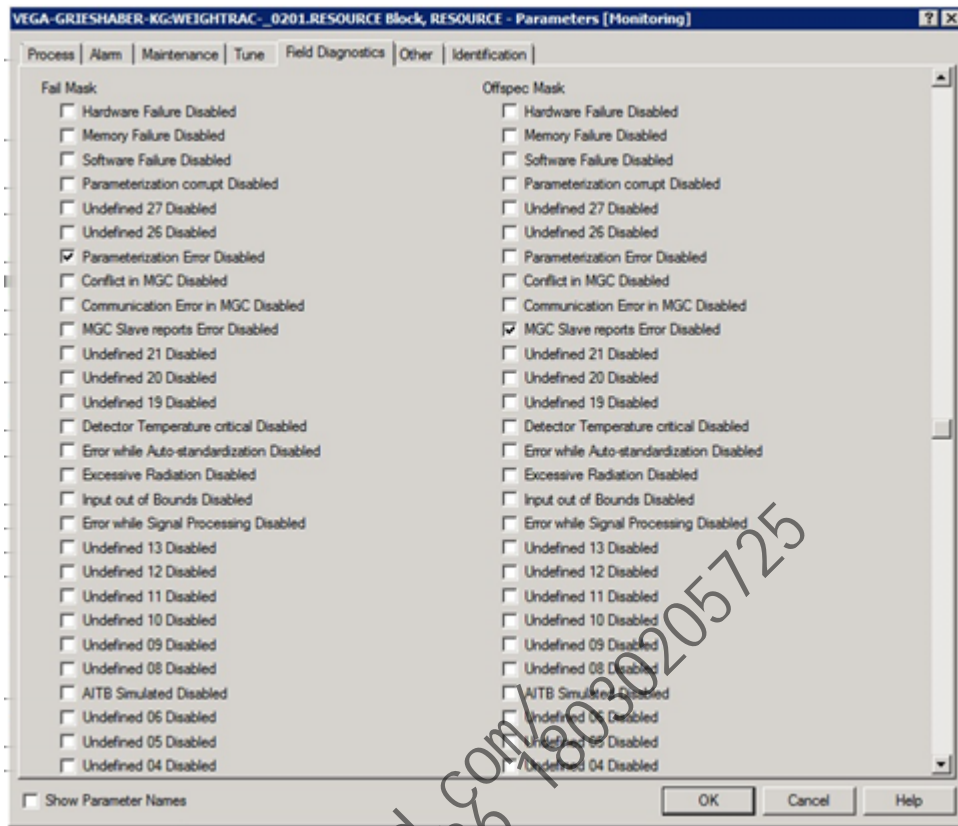 VEGA-GRIESHABER-KG:WEIGHTRAC-_0201.RESOURCE Block, RESOURCE - Parameters [Monitoring]
Process Alarm Maintenance Tune Field Diagnostics Other Identification
Fail Mask
Hardware Failure Disabled
Memory Failure Disabled
Software Failure Disabled
Parameterization corrupt Disabled
Undefined 27 Disabled
Undefined 26 Disabled
Parameterization Error Disabled
Conflict in MGC Disabled
Communication Error in MGC Disabled
MGC Slave reports Error Disabled
Undefined 21 Disabled
Undefined 20 Disabled
Undefined 19 Disabled
Detector Temperature critical Disabled
Error while Auto-standardization Disabled
Excessive Radiation Disabled
Input out of Bounds Disabled
Error while Signal Processing Disabled
Undefined 13 Disabled
Undefined 12 Disabled
Undefined 11 Disabled
Undefined 10 Disabled
Undefined 09 Disabled
Undefined 08 Disabled
AITB Simulated Disabled
Undefined 06 Disabled
Undefined 05 Disabled
Undefined 04 Disabled
Offspec Mask
Hardware Failure Disabled
Memory Failure Disabled
Software Failure Disabled
Parameterization corrupt Disabled
Undefined 27 Disabled
Undefined 26 Disabled
Parameterization Error Disabled
Conflict in MGC Disabled
Communication Error in MGC Disabled
MGC Slave reports Error Disabled
Undefined 21 Disabled
Undefined 20 Disabled
Undefined 19 Disabled
Detector Temperature critical Disabled
Error while Auto-standardization Disabled
Excessive Radiation Disabled
Input out of Bounds Disabled
Error while Signal Processing Disabled
Undefined 13 Disabled
Undefined 12 Disabled
Undefined 11 Disabled
Undefined 10 Disabled
Undefined 09 Disabled
Undefined 08 Disabled
AITB Simulated Disabled
Undefined 06 Disabled
Undefined 05 Disabled
Undefined 04 Disabled
Show Parameter Names
OK Cancel Help
.com/
18030205725